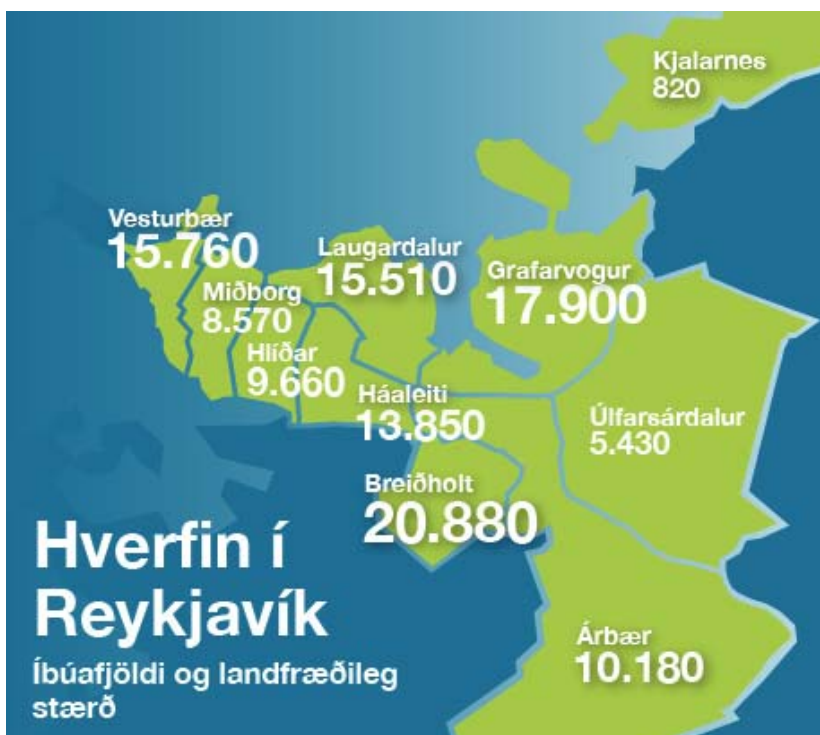 Kjalarnes
820
Vesturbær
15.760
Laugardalur
15.510
Grafarvogur
17.900
Miðborg
8.570
Hlíðar
9.660
Háaleiti
13.850
Úlfarsárdalur
5.430
Breiðholt
20.880
Árbær
10.180
Hverfin í
Reykjavík
Íbúafjöldi og landfræðileg
stærð